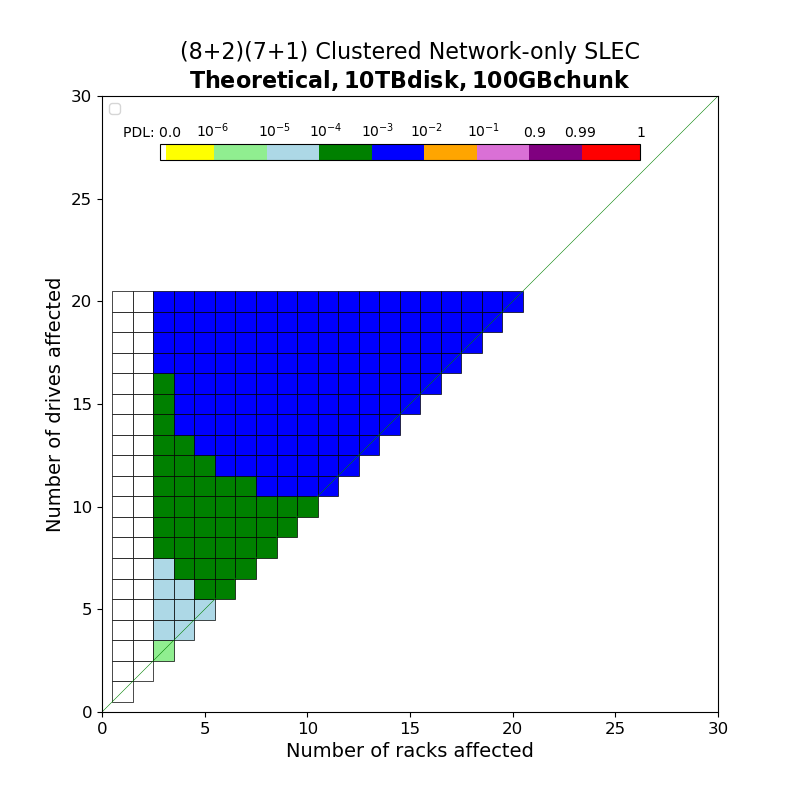 (8+2)(7+1) Clustered Network-only SLEC
Theoretical, 10TBdisk, 100GBchunk
PDL: 0.0 10⁻⁶ 10⁻⁵ 10⁻⁴ 10⁻³ 10⁻² 10⁻¹ 0.9 0.99 1
30
25
20
15
10
5
0
Number of drives affected
0 5 10 15 20 25 30
Number of racks affected